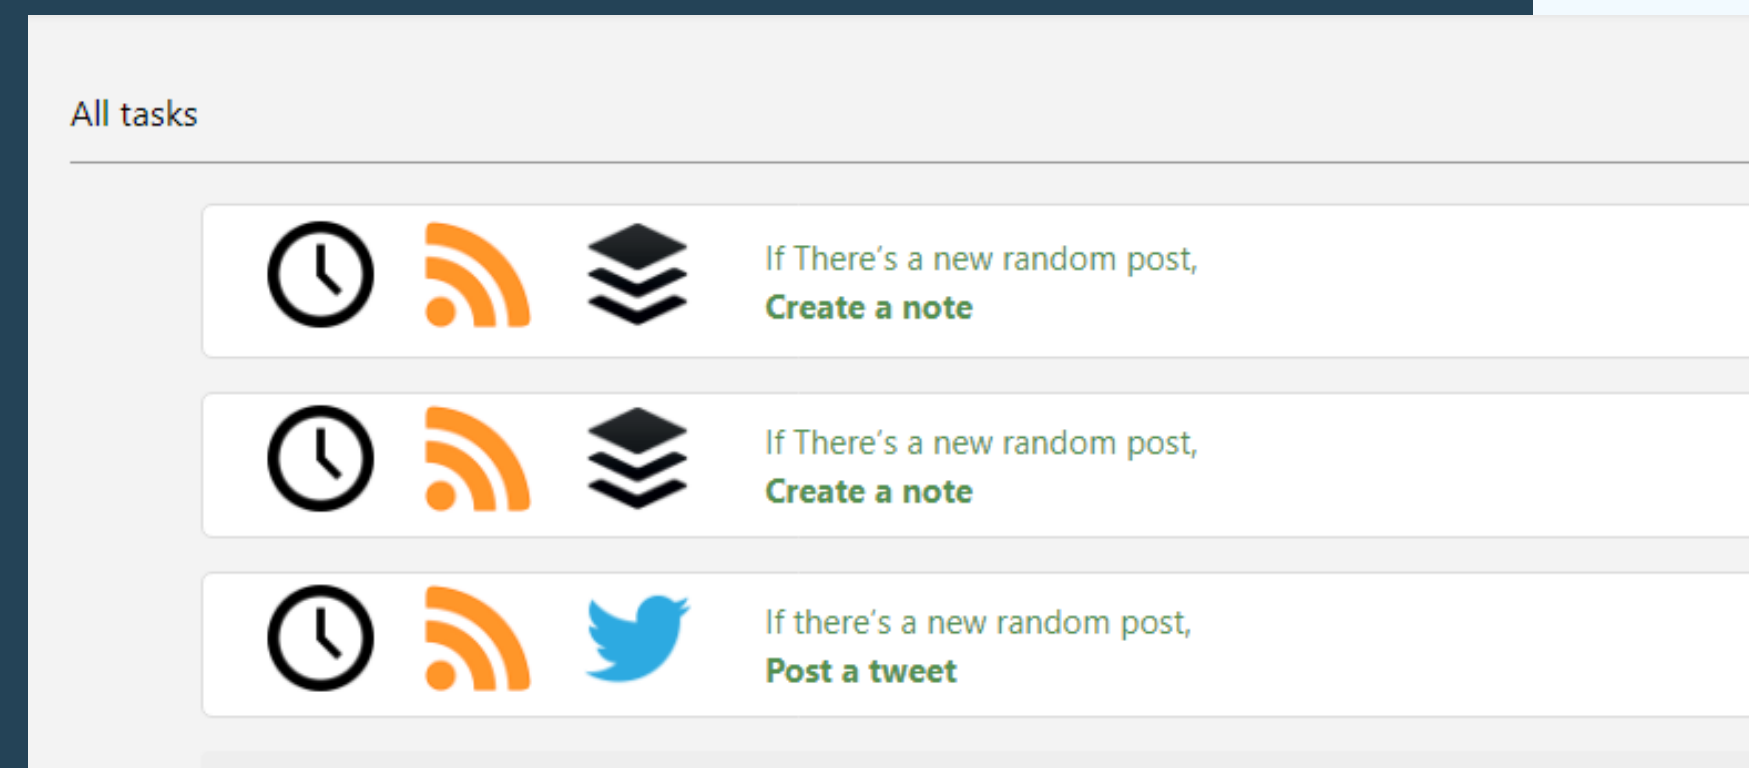 All tasks
If There's a new random post,
Create a note
If There's a new random post,
Create a note
If there's a new random post,
Post a tweet